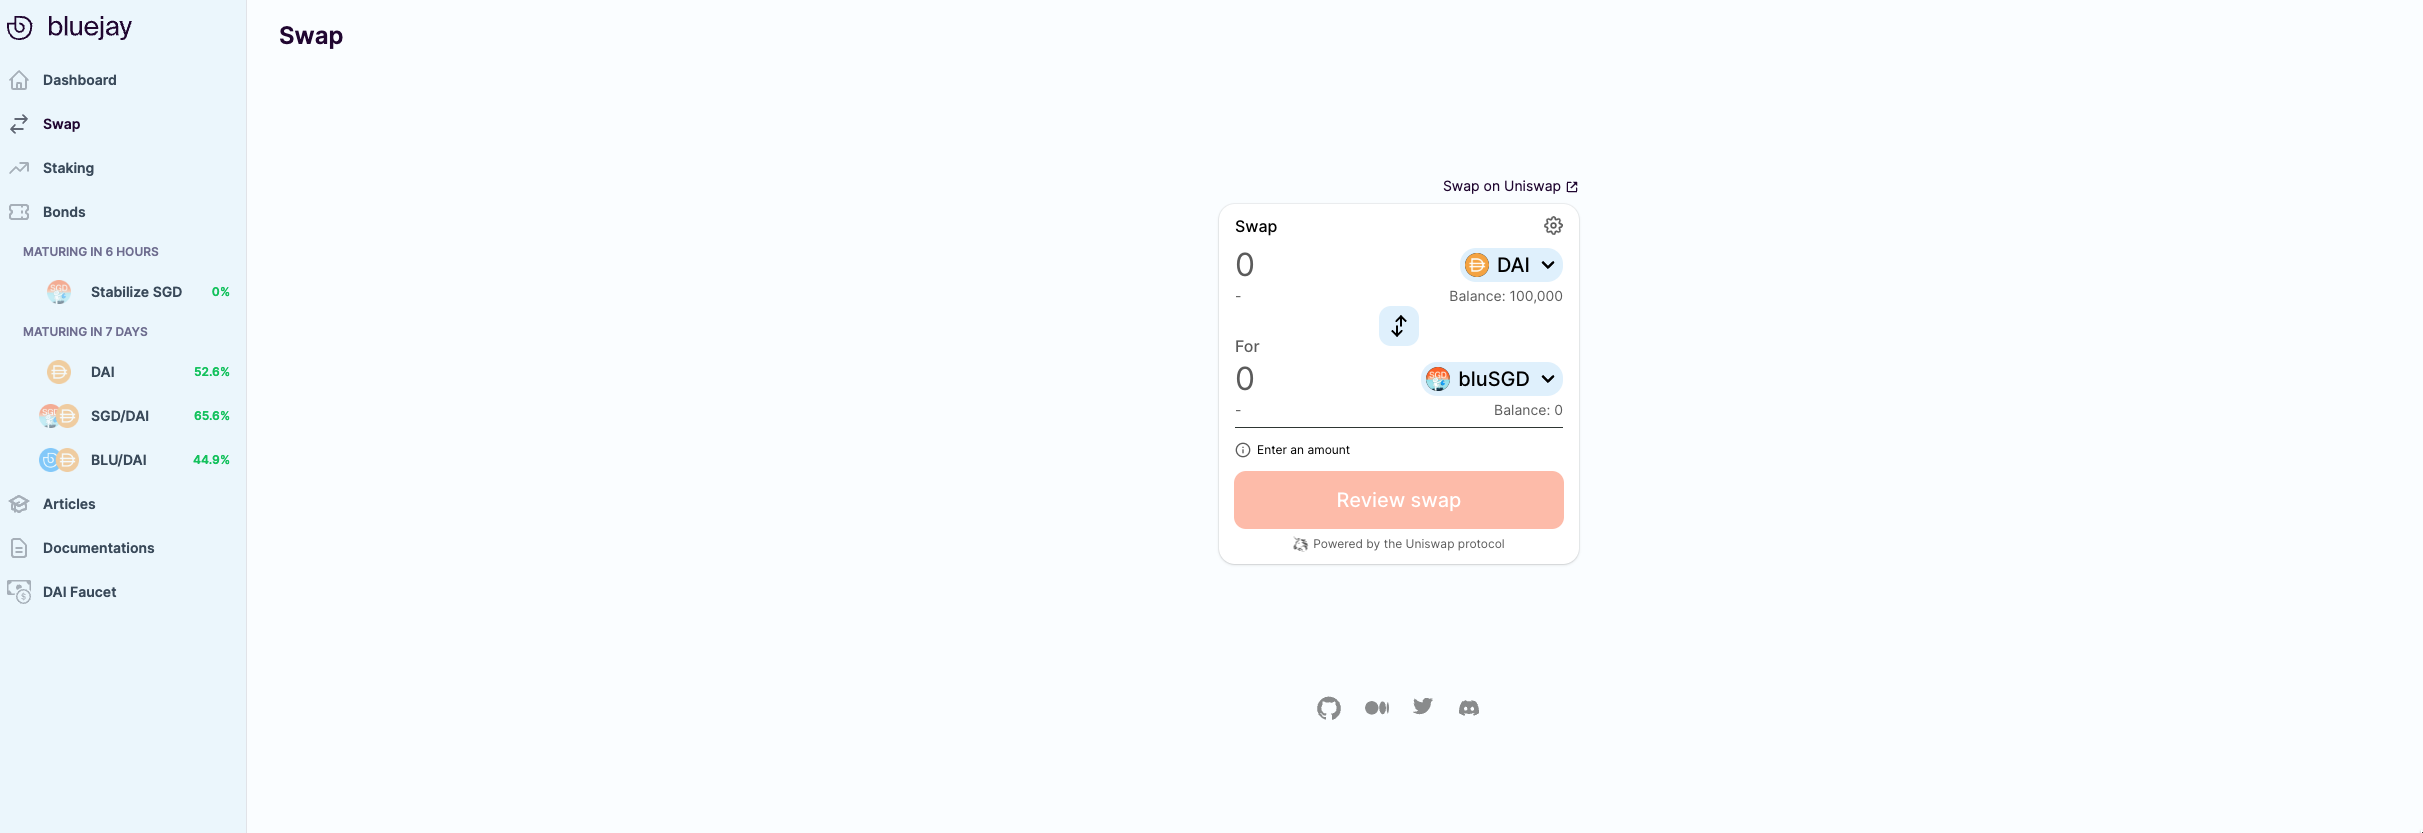 bluejay
Dashboard
Swap
Staking
Bonds
MATURING IN 6 HOURS
SGD
Stabilize SGD 0%
MATURING IN 7 DAYS
DAI 52.6%
SGD/DAI 65.6%
BLU/DAI 44.9%
Articles
Documentations
DAI Faucet
Swap
Swap on Uniswap
Swap
0 DAI
- Balance: 100,000
For
0 SGD bluSGD
- Balance: 0
Enter an amount
Review swap
Powered by the Uniswap protocol